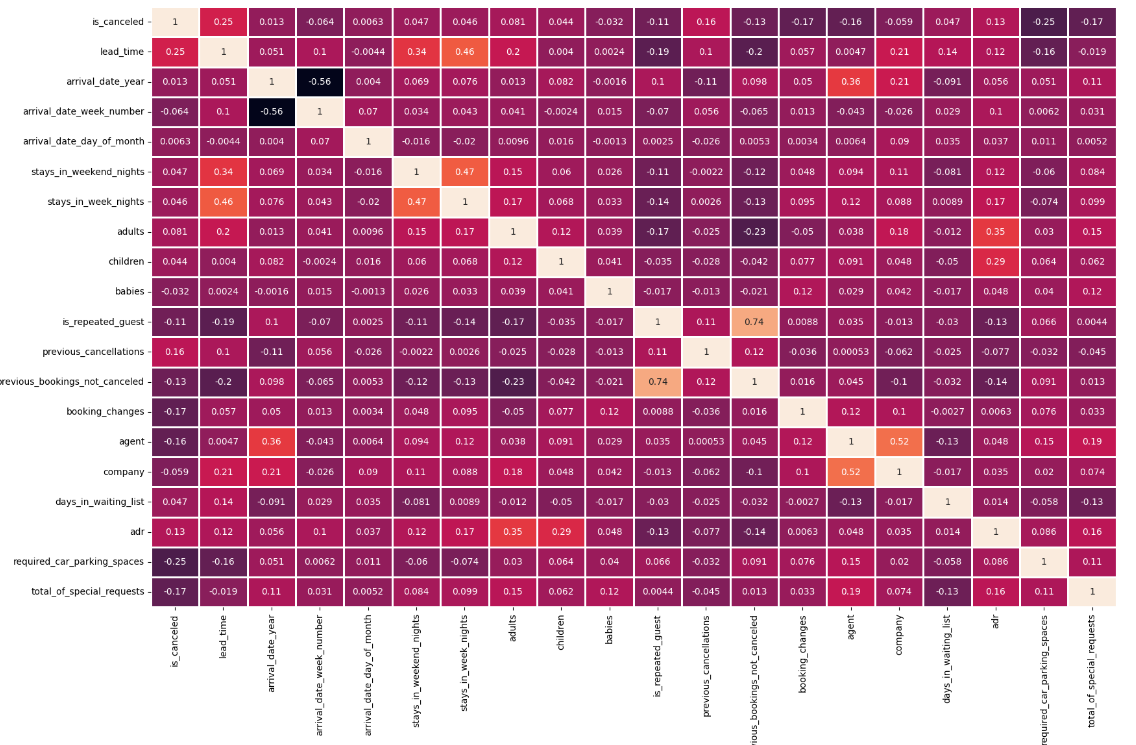 is_canceled 1 0.25 0.013 -0.064 0.0063 0.047 0.046 0.081 0.044 -0.032 -0.11 0.16 -0.13 -0.17 -0.16 -0.059 0.047 0.13 -0.25 -0.17
lead_time 0.25 1 0.051 0.1 -0.0044 0.34 0.46 0.2 0.004 0.0024 -0.19 0.1 -0.2 0.057 0.0047 0.21 0.14 0.12 -0.16 -0.019
arrival_date_year 0.013 0.051 1 -0.56 0.004 0.069 0.076 0.013 0.082 -0.0016 0.1 -0.11 0.098 0.05 0.36 0.21 -0.091 0.056 0.051 0.11
arrival_date_week_number -0.064 0.1 -0.56 1 0.07 0.034 0.043 0.041 -0.0024 0.015 -0.07 0.056 -0.065 0.013 -0.043 -0.026 0.029 0.1 0.0062 0.031
arrival_date_day_of_month 0.0063 -0.0044 0.004 0.07 1 -0.016 -0.02 0.0096 0.016 -0.0013 0.0025 -0.026 0.0053 0.0034 0.0064 0.09 0.035 0.037 0.011 0.0052
stays_in_weekend_nights 0.047 0.34 0.069 0.034 -0.016 1 0.47 0.15 0.06 0.026 -0.11 -0.0022 -0.12 0.048 0.094 0.11 -0.081 0.12 -0.06 0.084
stays_in_week_nights 0.046 0.46 0.076 0.043 -0.02 0.47 1 0.17 0.068 0.033 -0.14 0.0026 -0.13 0.095 0.12 0.088 0.0089 0.17 -0.074 0.099
adults 0.081 0.2 0.013 0.041 0.0096 0.15 0.17 1 0.12 0.039 -0.17 -0.025 -0.23 -0.05 0.038 0.18 -0.012 0.35 0.03 0.15
children 0.044 0.004 0.082 -0.0024 0.016 0.06 0.068 0.12 1 0.041 -0.035 -0.028 -0.042 0.077 0.091 0.048 -0.05 0.29 0.064 0.062
babies -0.032 0.0024 -0.0016 0.015 -0.0013 0.026 0.033 0.039 0.041 1 -0.017 -0.013 -0.021 0.12 0.029 0.042 -0.017 0.048 0.04 0.12
is_repeated_guest -0.11 -0.19 0.1 -0.07 0.0025 -0.11 -0.14 -0.17 -0.035 -0.017 1 0.11 0.74 0.0088 0.035 -0.013 -0.03 -0.13 0.066 0.0044
previous_cancellations 0.16 0.1 -0.11 0.056 -0.026 -0.0022 0.0026 -0.025 -0.028 -0.013 0.11 1 0.12 -0.036 0.00053 -0.062 -0.025 -0.077 -0.032 -0.045
previous_bookings_not_canceled -0.13 -0.2 0.098 -0.065 0.0053 -0.12 -0.13 -0.23 -0.042 -0.021 0.74 0.12 1 0.016 0.045 -0.1 -0.032 -0.14 0.091 0.013
booking_changes -0.17 0.057 0.05 0.013 0.0034 0.048 0.095 -0.05 0.077 0.12 0.0088 -0.036 0.016 1 0.12 0.1 -0.0027 0.0063 0.076 0.033
agent -0.16 0.0047 0.36 -0.043 0.0064 0.094 0.12 0.038 0.091 0.029 0.035 0.00053 0.045 0.12 1 0.52 -0.13 0.048 0.15 0.19
company -0.059 0.21 0.21 -0.026 0.09 0.11 0.088 0.18 0.048 0.042 -0.013 -0.062 -0.1 0.1 0.52 1 -0.017 0.035 0.02 0.074
days_in_waiting_list 0.047 0.14 -0.091 0.029 0.035 -0.081 0.0089 -0.012 -0.05 -0.017 -0.03 -0.025 -0.032 -0.0027 -0.13 -0.017 1 0.014 -0.058 -0.13
adr 0.13 0.12 0.056 0.1 0.037 0.12 0.17 0.35 0.29 0.048 -0.13 -0.077 -0.14 0.0063 0.048 0.035 0.014 1 0.086 0.16
required_car_parking_spaces -0.25 -0.16 0.051 0.0062 0.011 -0.06 -0.074 0.03 0.064 0.04 0.066 -0.032 0.091 0.076 0.15 0.02 -0.058 0.086 1 0.11
total_of_special_requests -0.17 -0.019 0.11 0.031 0.0052 0.084 0.099 0.15 0.062 0.12 0.0044 -0.045 0.013 0.033 0.19 0.074 -0.13 0.16 0.11 1
is_canceled
lead_time
arrival_date_year
arrival_date_week_number
arrival_date_day_of_month
stays_in_weekend_nights
stays_in_week_nights
adults
children
babies
is_repeated_guest
previous_cancellations
vious_bookings_not_canceled
booking_changes
agent
company
days_in_waiting_list
adr
required_car_parking_spaces
total_of_special_requests